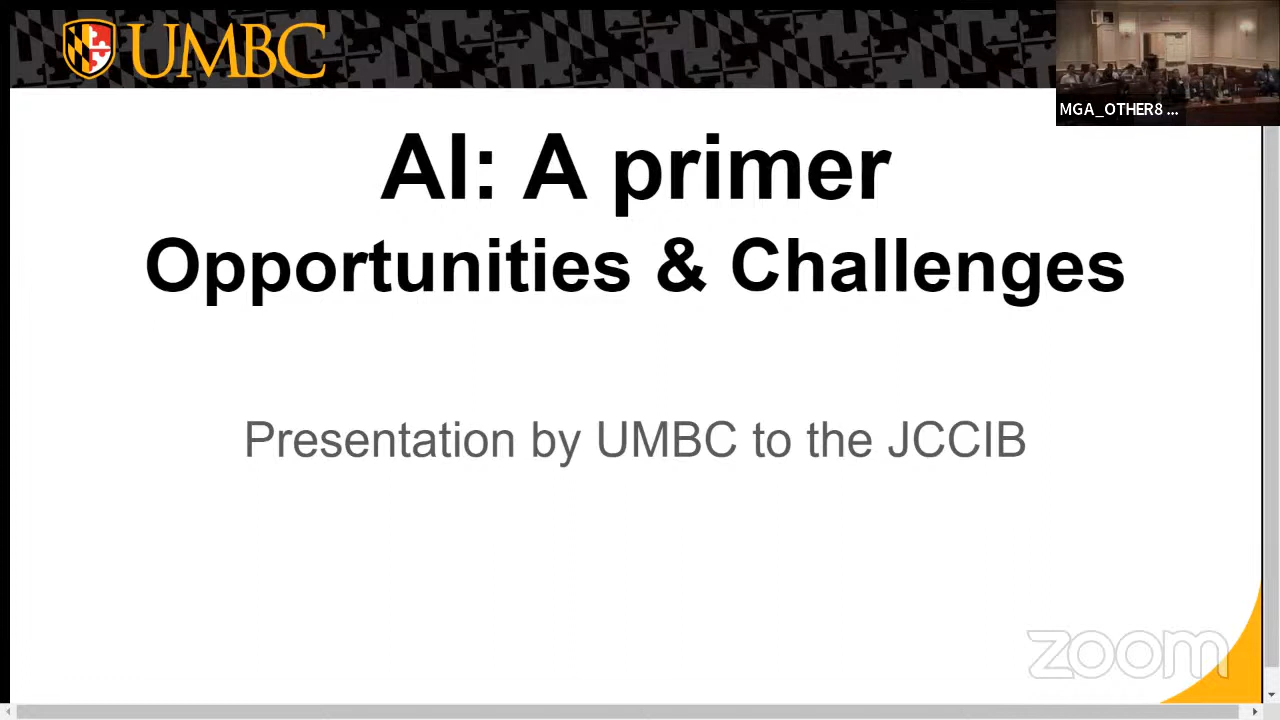 UMBC
MGA_OTHER8 ...
AI: A primer
Opportunities & Challenges
Presentation by UMBC to the JCCIB
zoom